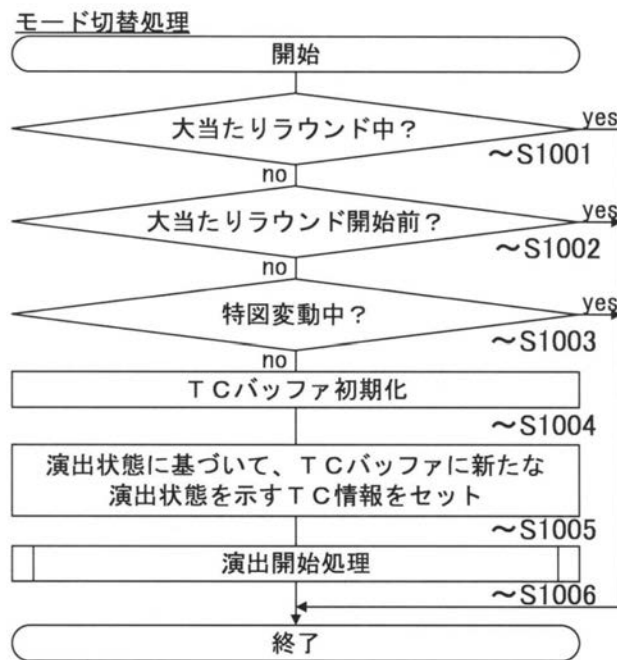 モード切替処理
開始
大当たりラウンド中？
yes
～S1001
no
大当たりラウンド開始前？
yes
～S1002
no
特図変動中？
yes
～S1003
no
ＴＣバッファ初期化
～S1004
演出状態に基づいて、ＴＣバッファに新たな
演出状態を示すＴＣ情報をセット
～S1005
演出開始処理
～S1006
終了